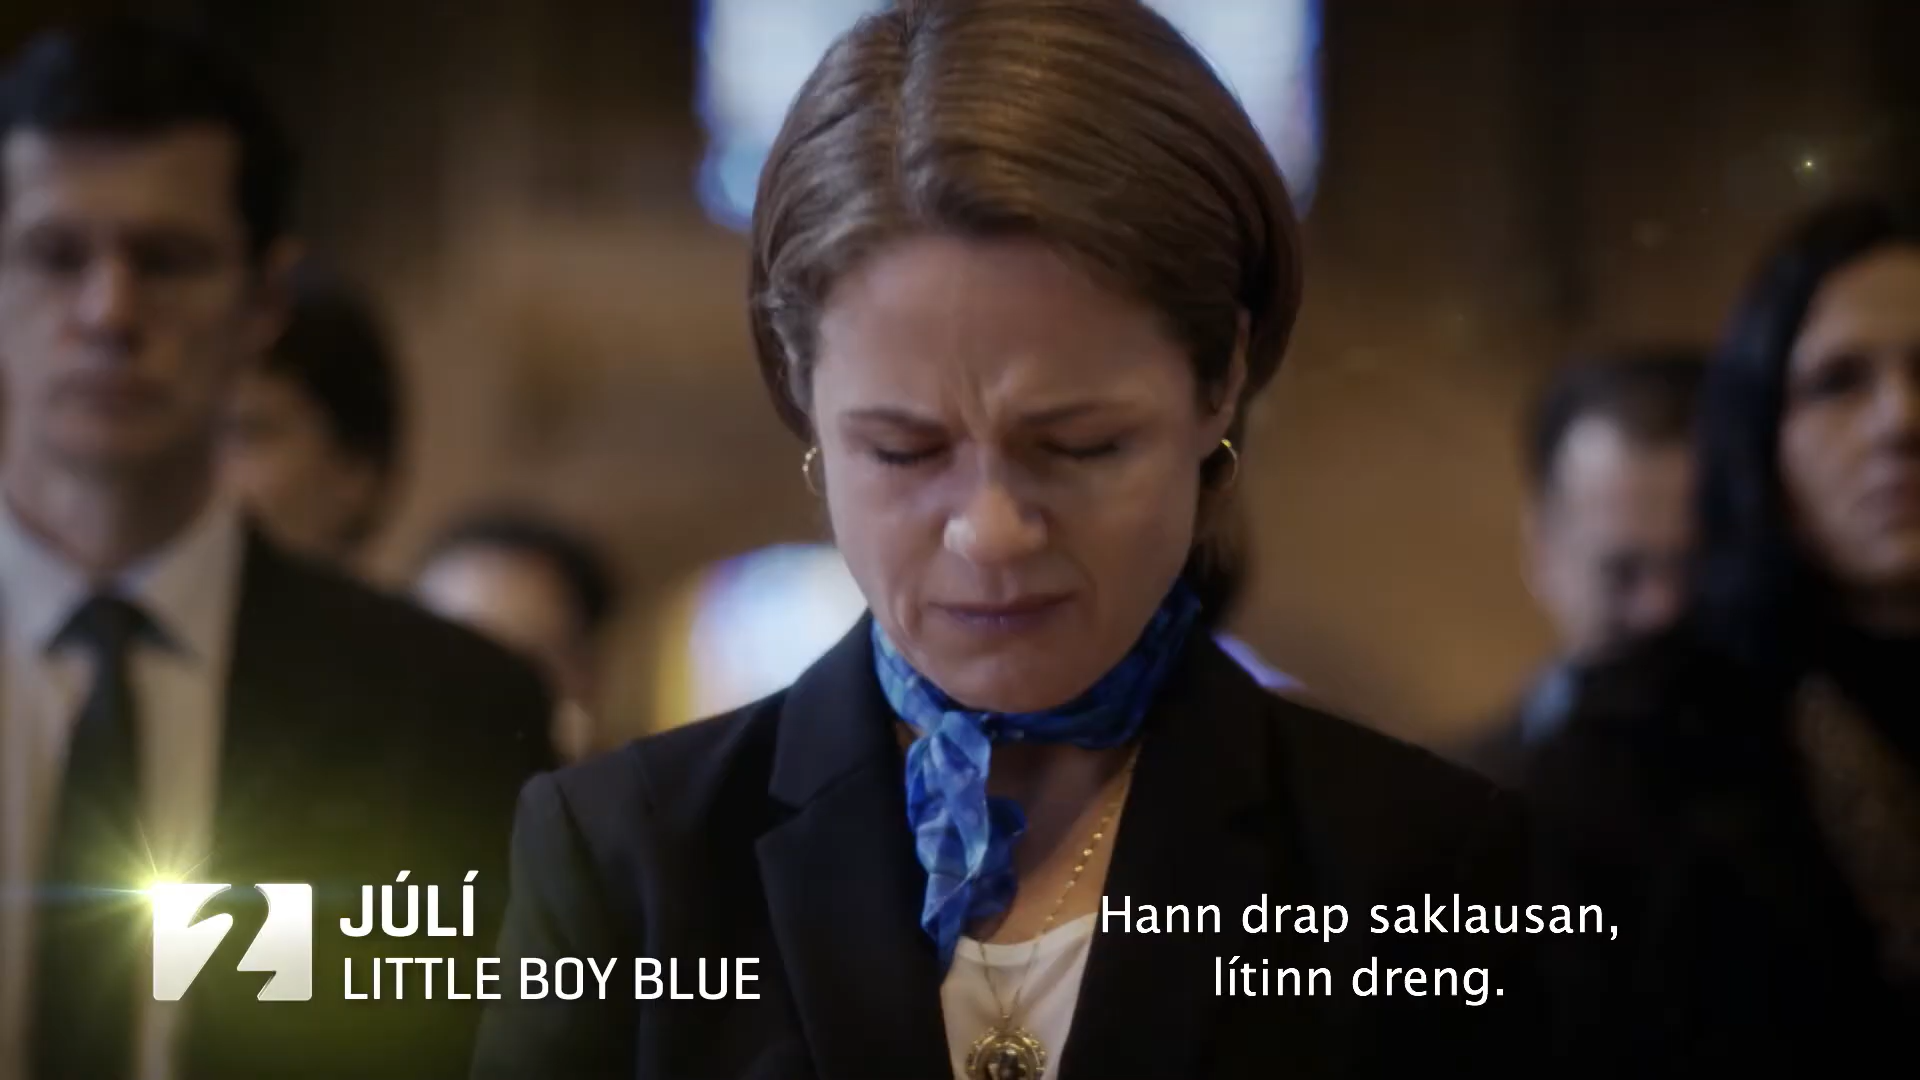 JÚLÍ
LITTLE BOY BLUE
Hann drap saklausan,
lítinn dreng.